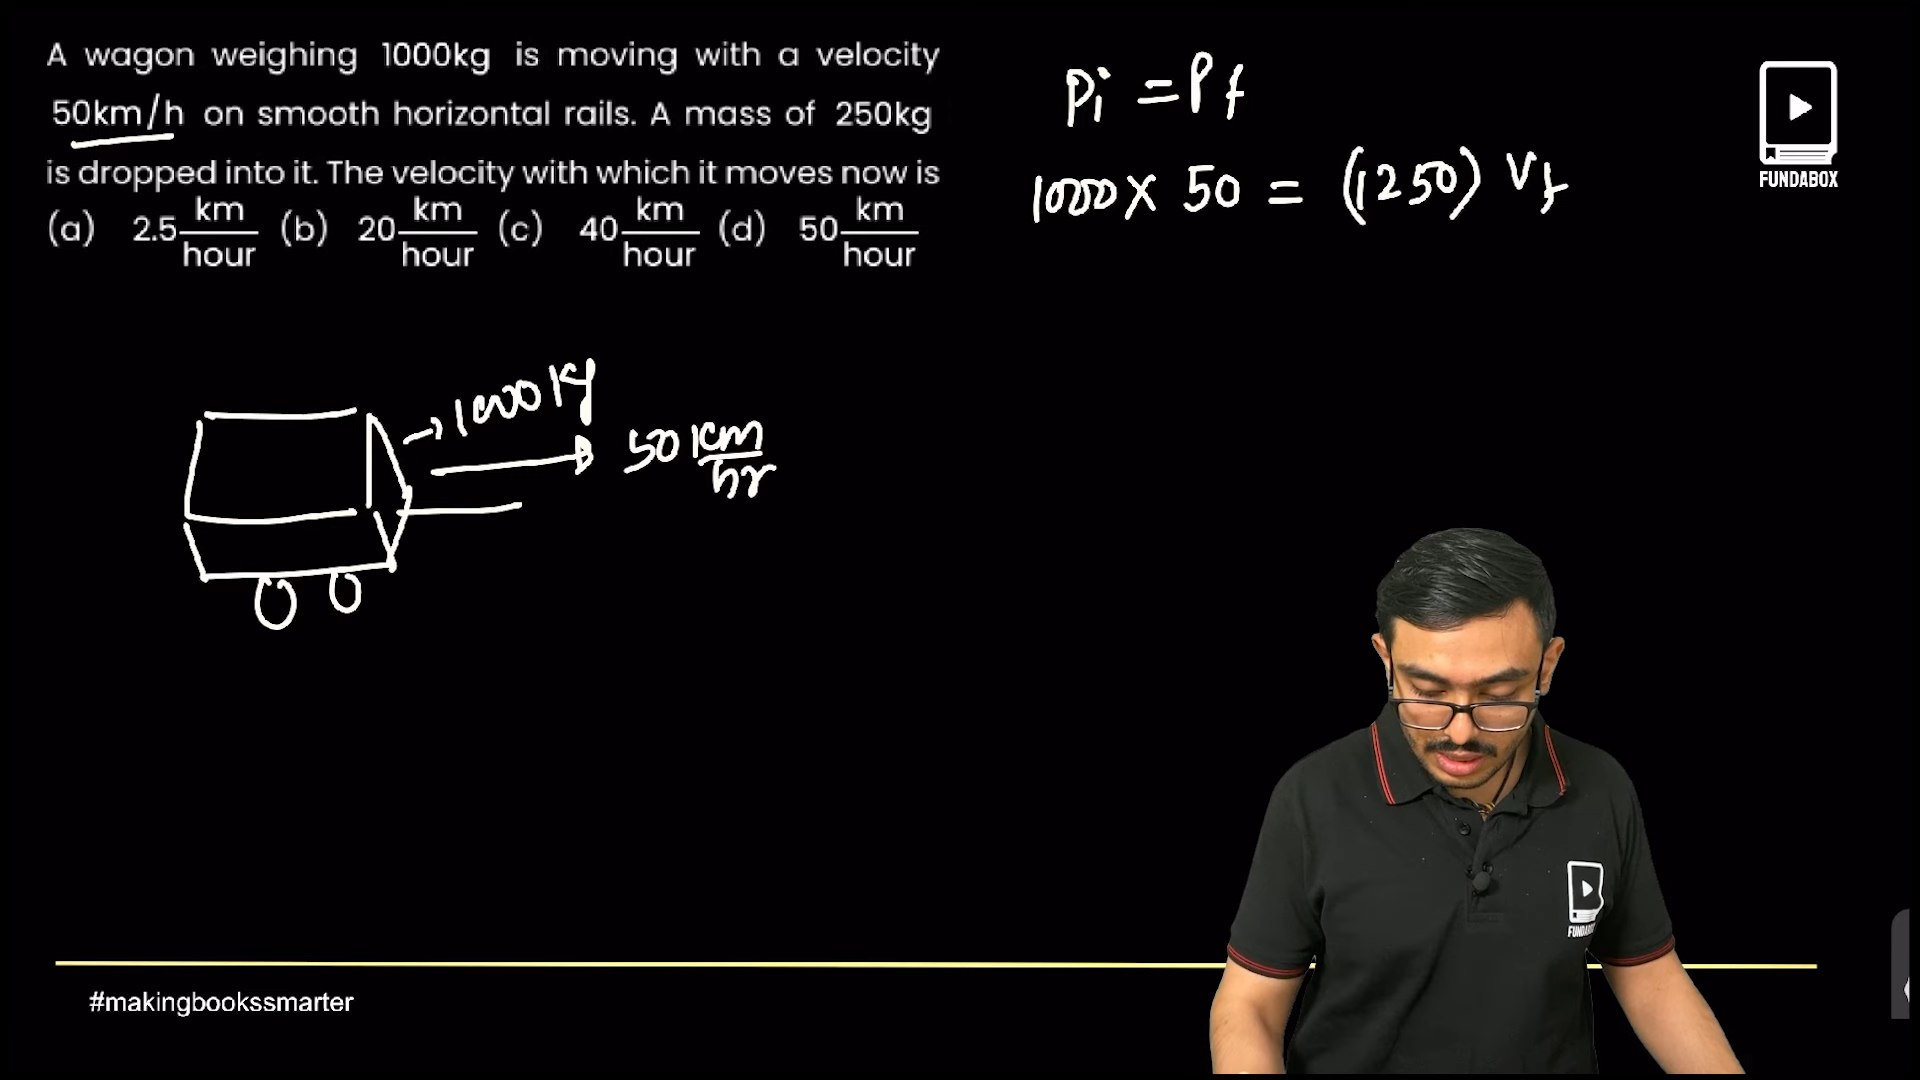 A wagon weighing 1000kg is moving with a velocity
50km/h on smooth horizontal rails. A mass of 250kg
is dropped into it. The velocity with which it moves now is
(a) 2.5 km/hour (b) 20 km/hour (c) 40 km/hour (d) 50 km/hour
Pi = Pf
1000 × 50 = (1250) Vf
FUNDABOX
→ 1000 Kg
50 Km/hr
FUNDA
#makingbookssmarter